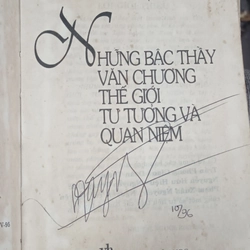 NHỮNG BẬC THẦY
VĂN CHƯƠNG
THẾ GIỚI
TƯ TƯỞNG VÀ
QUAN NIỆM